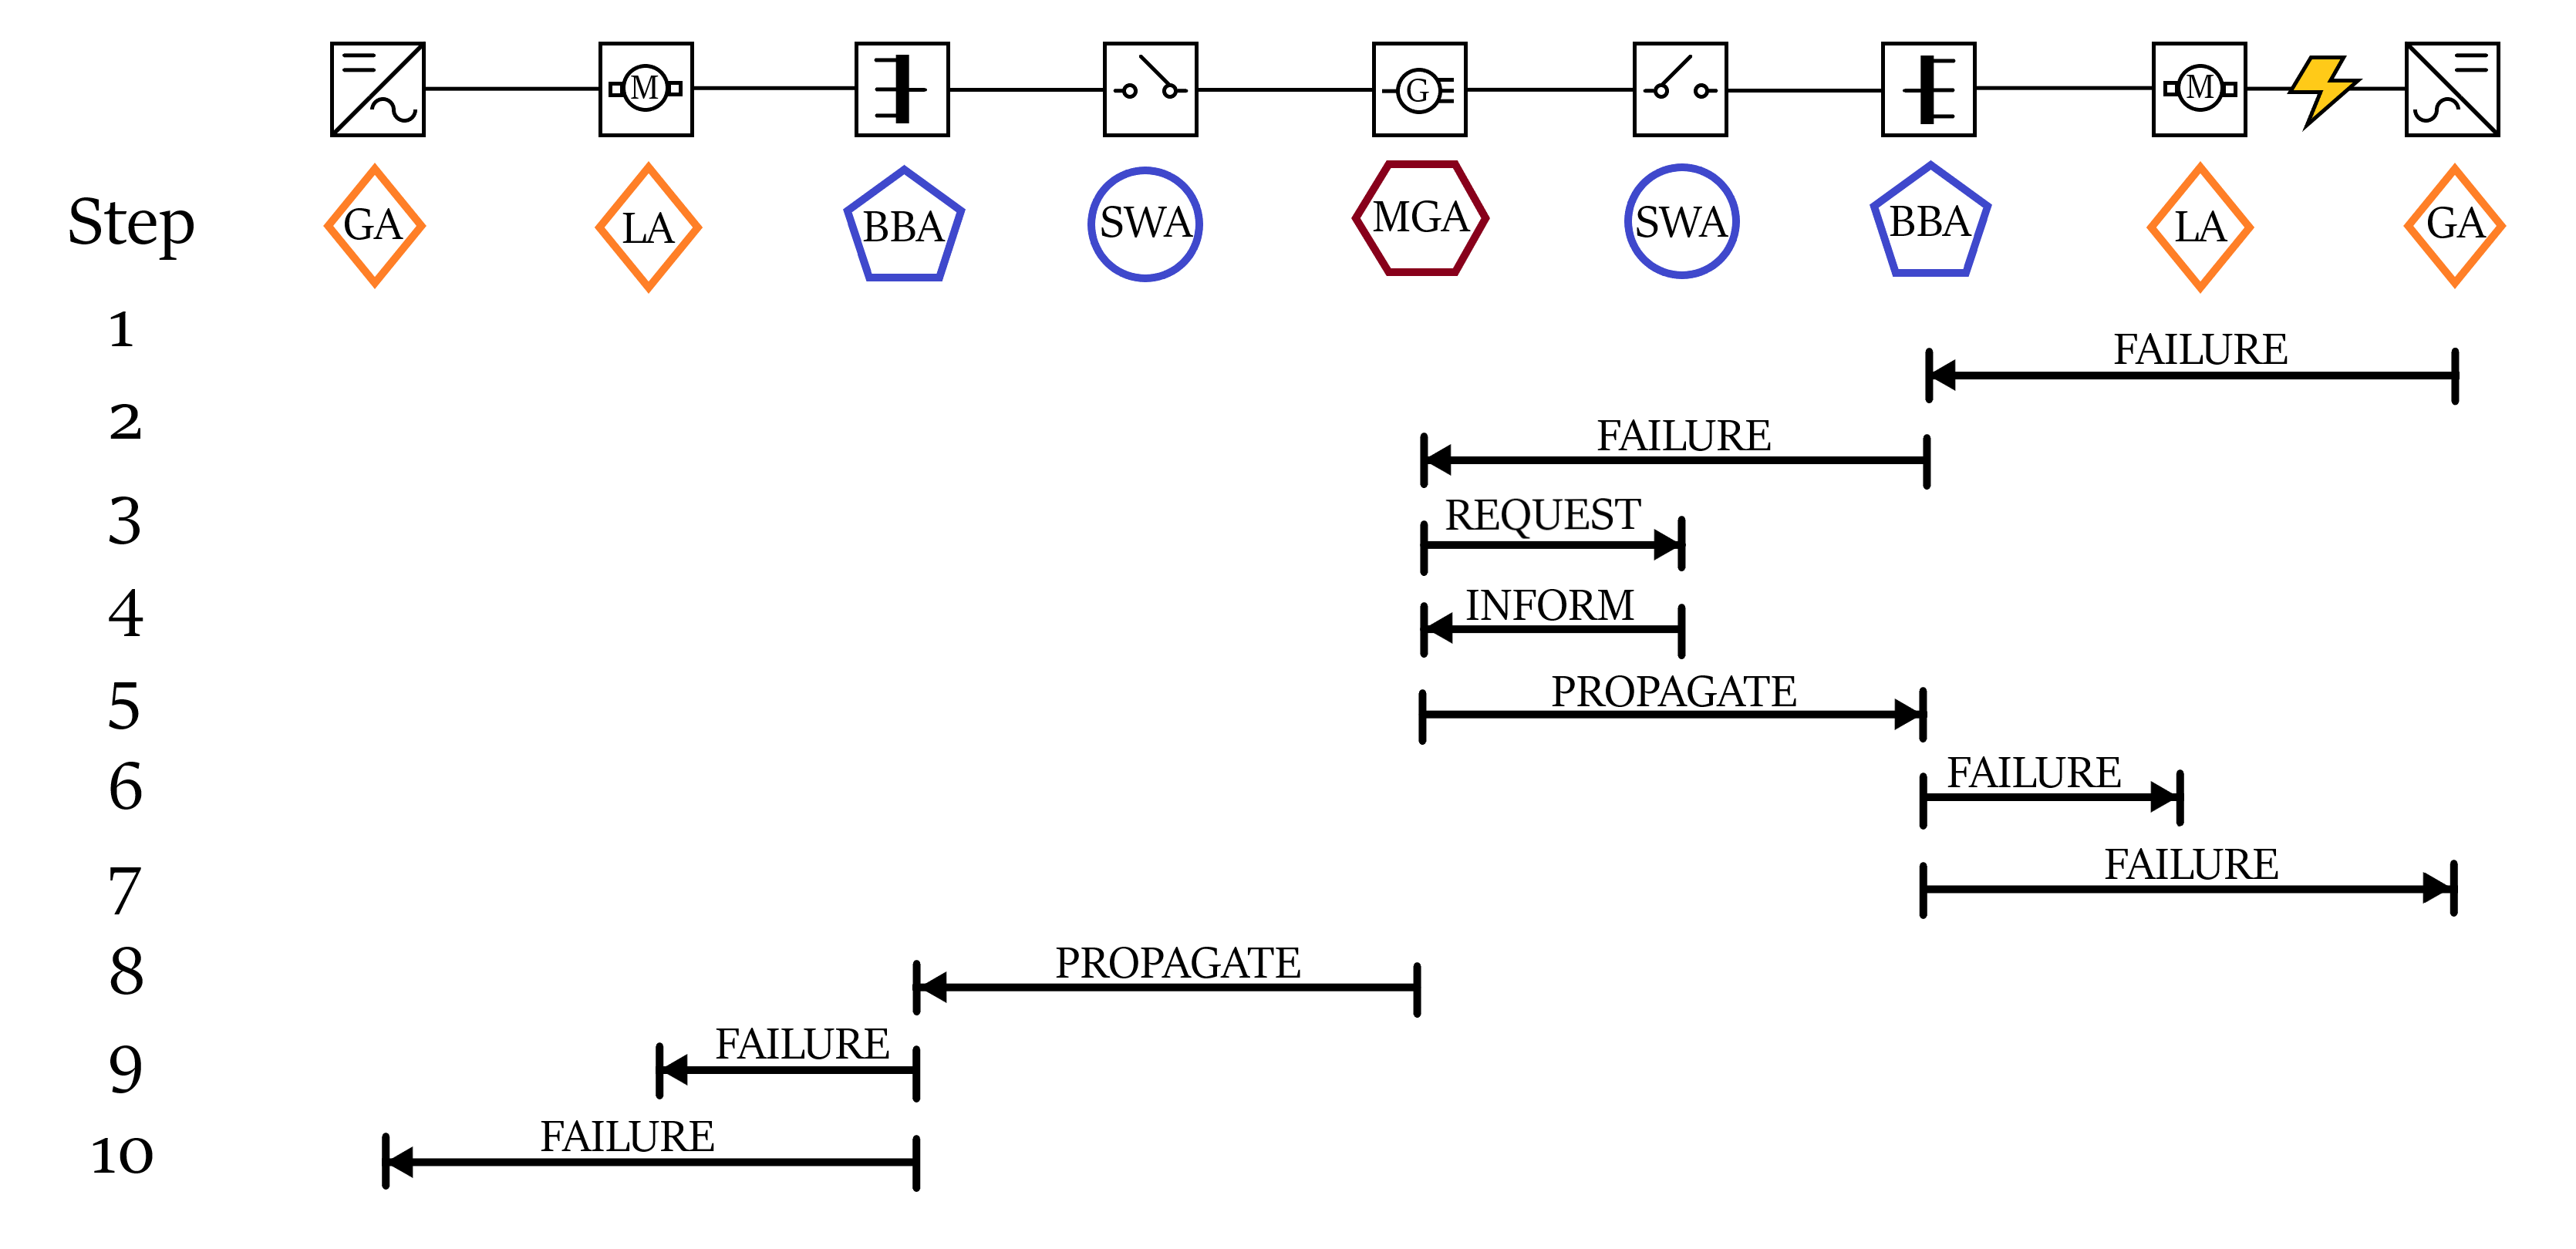 M
G
M
Step GA LA BBA SWA MGA SWA BBA LA GA
1
FAILURE
2
FAILURE
3
REQUEST
4
INFORM
5
PROPAGATE
6
FAILURE
7
FAILURE
8
PROPAGATE
9
FAILURE
10
FAILURE